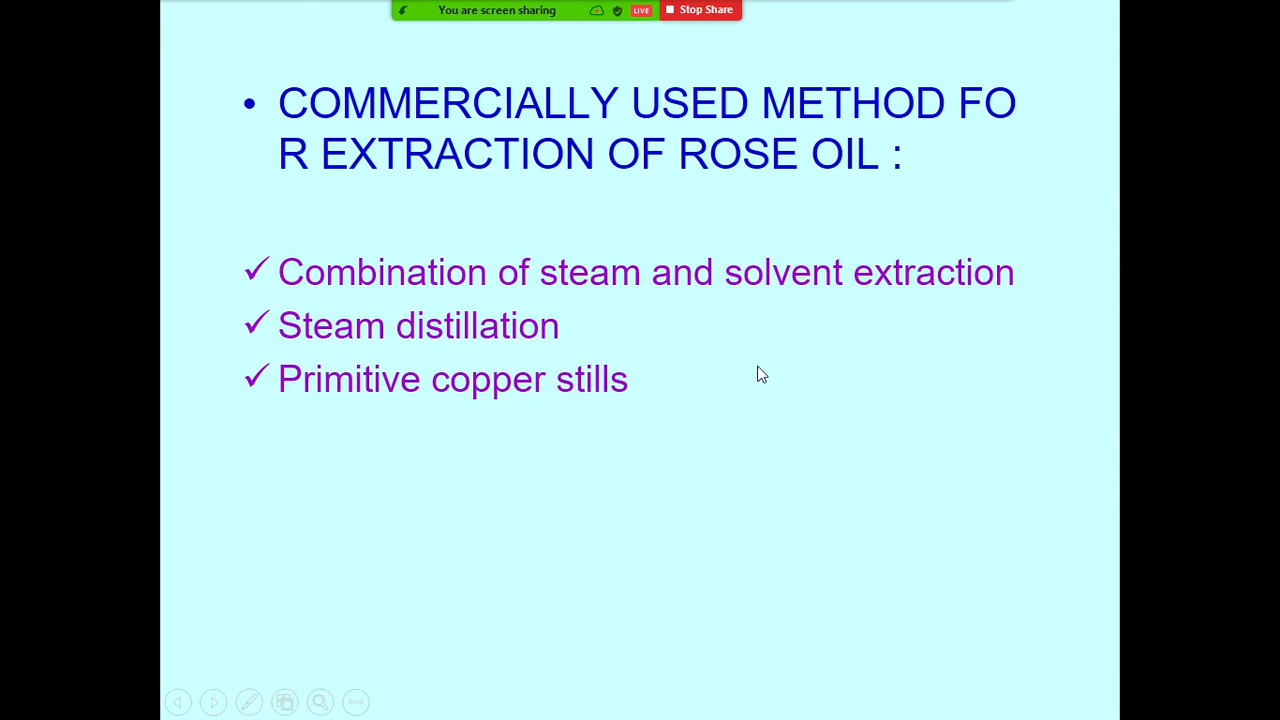 You are screen sharing LIVE Stop Share
• COMMERCIALLY USED METHOD FO
R EXTRACTION OF ROSE OIL :
✓ Combination of steam and solvent extraction
✓ Steam distillation
✓ Primitive copper stills